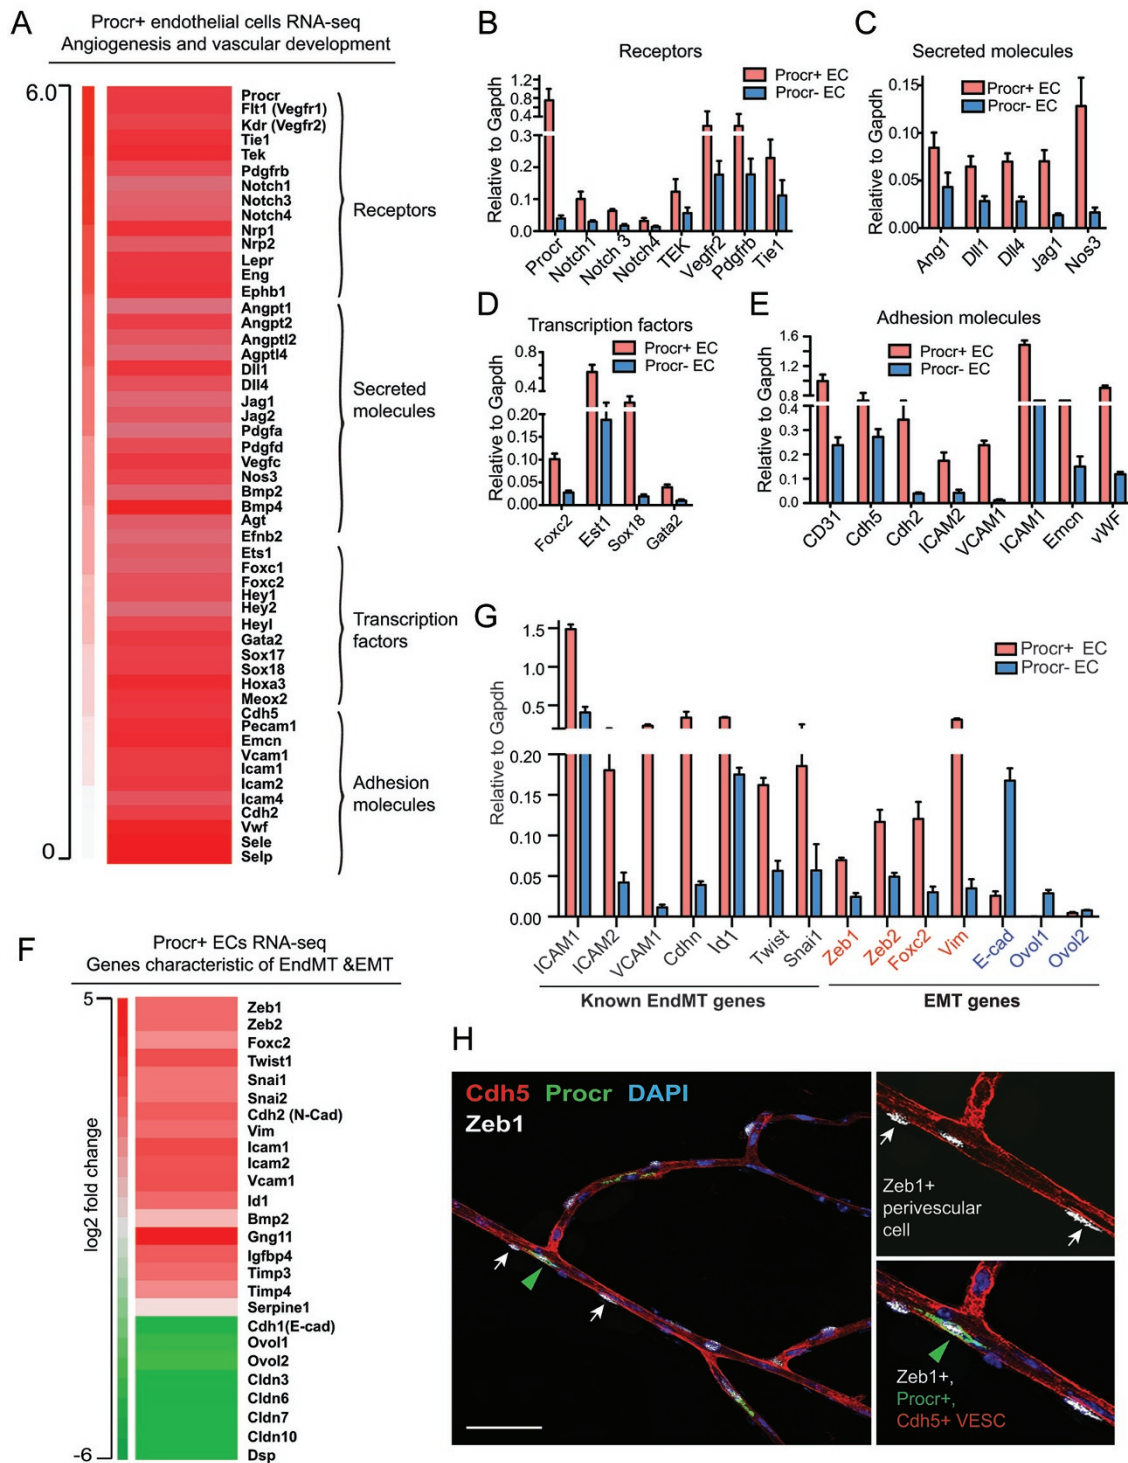 A
Procr+ endothelial cells RNA-seq
Angiogenesis and vascular development
6.0
0
Procr
Flt1 (Vegfr1)
Kdr (Vegfr2)
Tie1
Tek
Pdgfrb
Notch1
Notch3
Notch4
Nrp1
Nrp2
Lepr
Eng
Ephb1
Angpt1
Angpt2
Angptl2
Agptl4
Dll1
Dll4
Jag1
Jag2
Pdgfa
Pdgfd
Vegfc
Nos3
Bmp2
Bmp4
Agt
Efnb2
Ets1
Foxc1
Foxc2
Hey1
Hey2
Heyl
Gata2
Sox17
Sox18
Hoxa3
Meox2
Cdh5
Pecam1
Emcn
Vcam1
Icam1
Icam2
Icam4
Cdh2
Vwf
Sele
Selp
Receptors
Secreted
molecules
Transcription
factors
Adhesion
molecules
B
Receptors
Procr+ EC
Procr- EC
Relative to Gapdh
1.2
0.8
0.4
0.3
0.2
0.1
0.0
Procr
Notch1
Notch 3
Notch4
TEK
Vegfr2
Pdgfrb
Tie1
C
Secreted molecules
Procr+ EC
Procr- EC
Relative to Gapdh
0.15
0.10
0.05
0.00
Ang1
Dll1
Dll4
Jag1
Nos3
D
Transcription factors
Procr+ EC
Procr- EC
Relative to Gapdh
0.8
0.4
0.20
0.15
0.10
0.05
0.00
Foxc2
Est1
Sox18
Gata2
E
Adhesion molecules
Procr+ EC
Procr- EC
Relative to Gapdh
1.6
1.2
0.8
0.4
0.3
0.2
0.1
0.0
CD31
Cdh5
Cdh2
ICAM2
VCAM1
ICAM1
Emcn
vWF
F
Procr+ ECs RNA-seq
Genes characteristic of EndMT &EMT
5
-6
log2 fold change
Zeb1
Zeb2
Foxc2
Twist1
Snai1
Snai2
Cdh2 (N-Cad)
Vim
Icam1
Icam2
Vcam1
Id1
Bmp2
Gng11
Igfbp4
Timp3
Timp4
Serpine1
Cdh1(E-cad)
Ovol1
Ovol2
Cldn3
Cldn6
Cldn7
Cldn10
Dsp
G
Procr+ EC
Procr- EC
Relative to Gapdh
1.5
1.0
0.5
0.20
0.15
0.10
0.05
0.00
ICAM1
ICAM2
VCAM1
Cdhn
Id1
Twist
Snai1
Zeb1
Zeb2
Foxc2
Vim
E-cad
Ovol1
Ovol2
Known EndMT genes
EMT genes
H
Cdh5 Procr DAPI
Zeb1
Zeb1+
perivescular
cell
Zeb1+,
Procr+,
Cdh5+ VESC